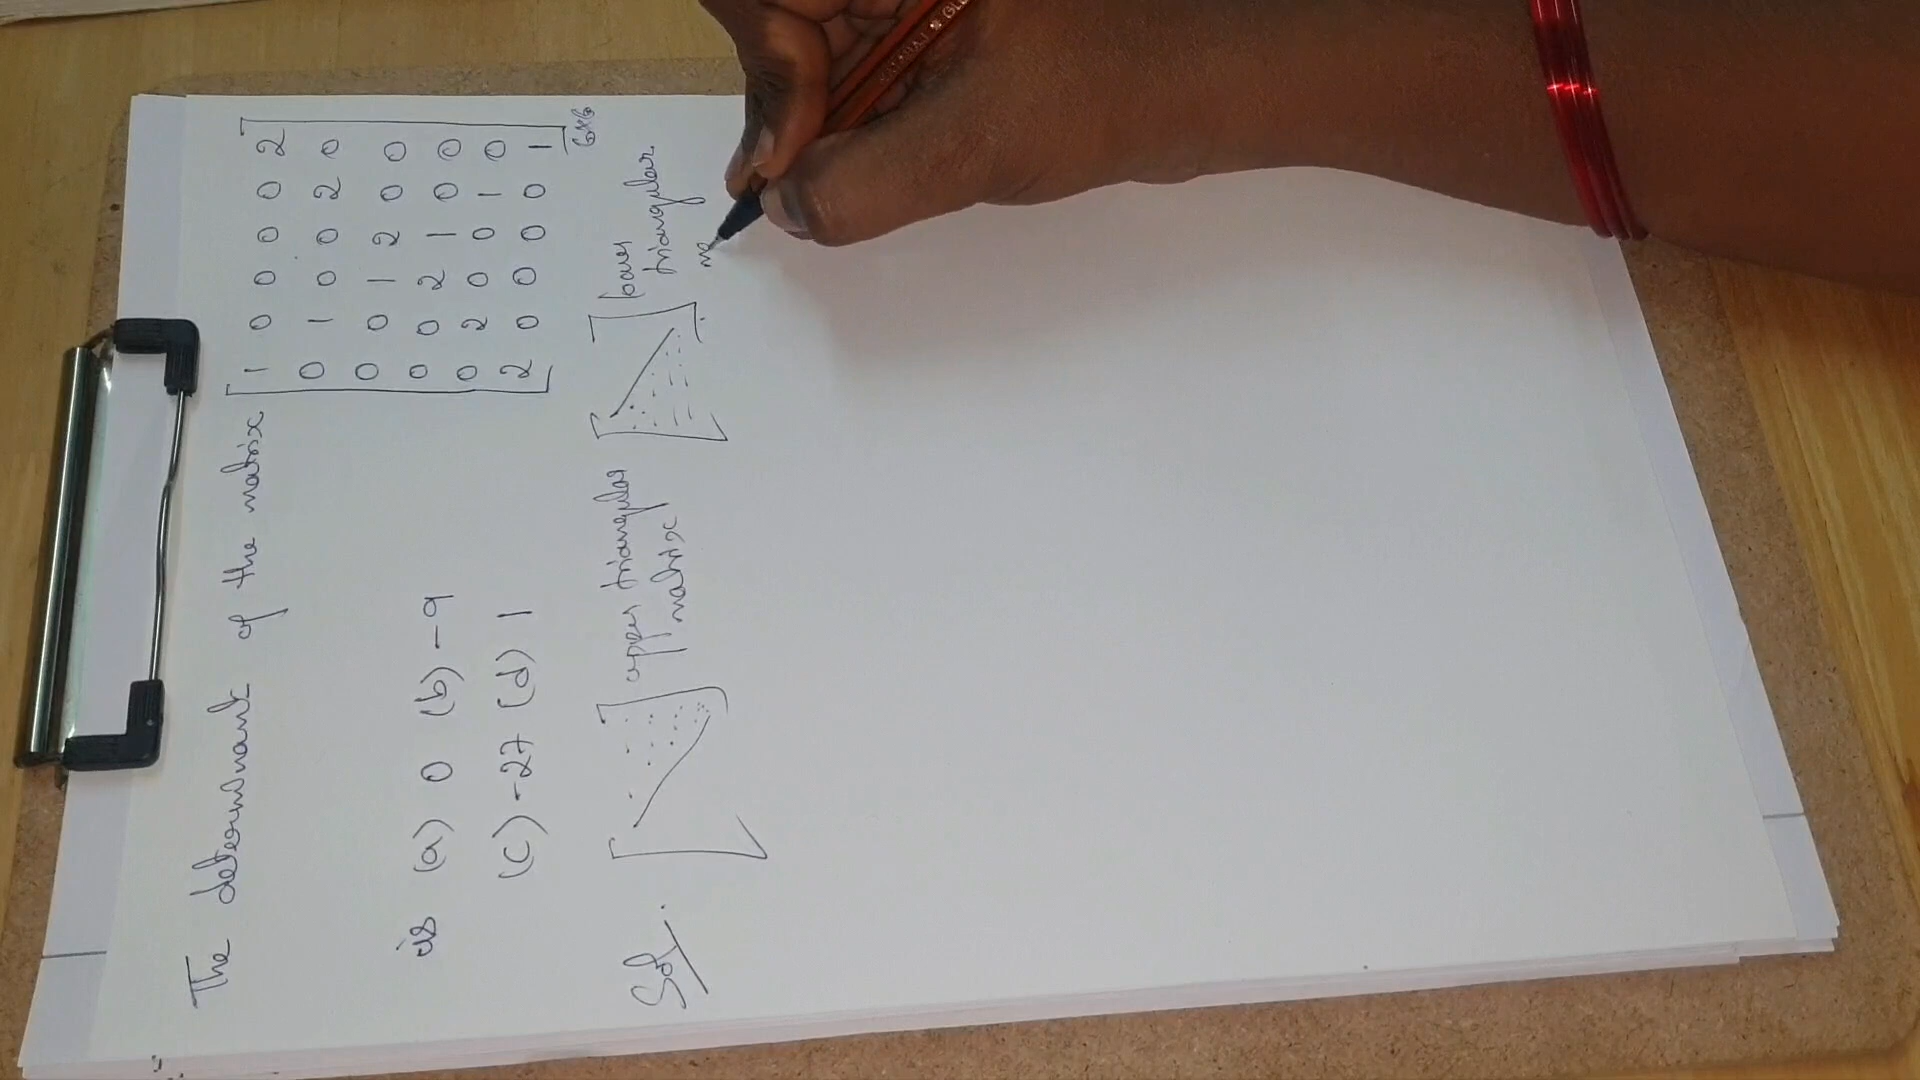 The determinant of the matrix
1 0 0 0 0 2
0 1 0 0 2 0
0 0 1 2 0 0
0 0 2 1 0 0
0 2 0 0 1 0
2 0 0 0 0 1
6x6
is (a) 0 (b) -9
(c) -27 (d) 1
Sol.
upper triangular
matrix
lower
triangular
ma